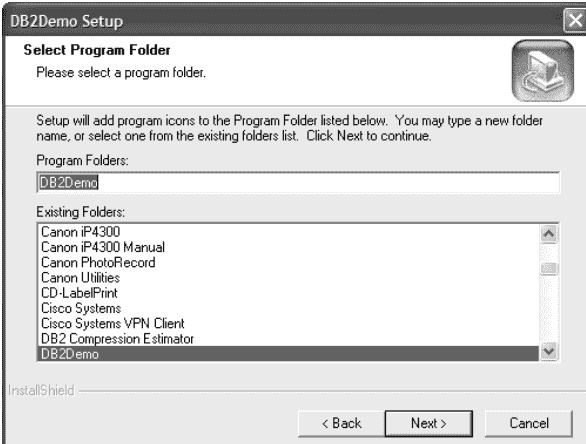 DB2Demo Setup
Select Program Folder
Please select a program folder.
Setup will add program icons to the Program Folder listed below. You may type a new folder
name, or select one from the existing folders list. Click Next to continue.
Program Folders:
DB2Demo
Existing Folders:
Canon iP4300
Canon iP4300 Manual
Canon PhotoRecord
Canon Utilities
CD-LabelPrint
Cisco Systems
Cisco Systems VPN Client
DB2 Compression Estimator
DB2Demo
InstallShield
< Back Next > Cancel